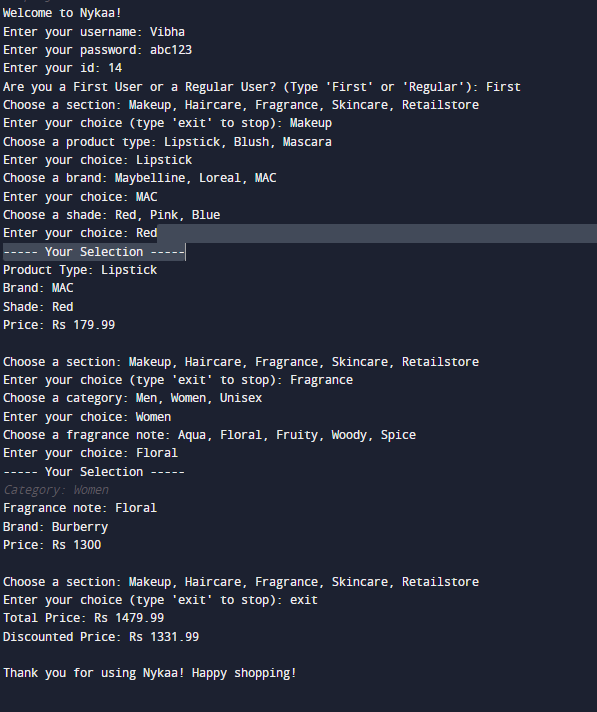 Welcome to Nykaa!
Enter your username: Vibha
Enter your password: abc123
Enter your id: 14
Are you a First User or a Regular User? (Type 'First' or 'Regular'): First
Choose a section: Makeup, Haircare, Fragrance, Skincare, Retailstore
Enter your choice (type 'exit' to stop): Makeup
Choose a product type: Lipstick, Blush, Mascara
Enter your choice: Lipstick
Choose a brand: Maybelline, Loreal, MAC
Enter your choice: MAC
Choose a shade: Red, Pink, Blue
Enter your choice: Red
----- Your Selection -----
Product Type: Lipstick
Brand: MAC
Shade: Red
Price: Rs 179.99
Choose a section: Makeup, Haircare, Fragrance, Skincare, Retailstore
Enter your choice (type 'exit' to stop): Fragrance
Choose a category: Men, Women, Unisex
Enter your choice: Women
Choose a fragrance note: Aqua, Floral, Fruity, Woody, Spice
Enter your choice: Floral
----- Your Selection -----
Category: Women
Fragrance note: Floral
Brand: Burberry
Price: Rs 1300
Choose a section: Makeup, Haircare, Fragrance, Skincare, Retailstore
Enter your choice (type 'exit' to stop): exit
Total Price: Rs 1479.99
Discounted Price: Rs 1331.99
Thank you for using Nykaa! Happy shopping!